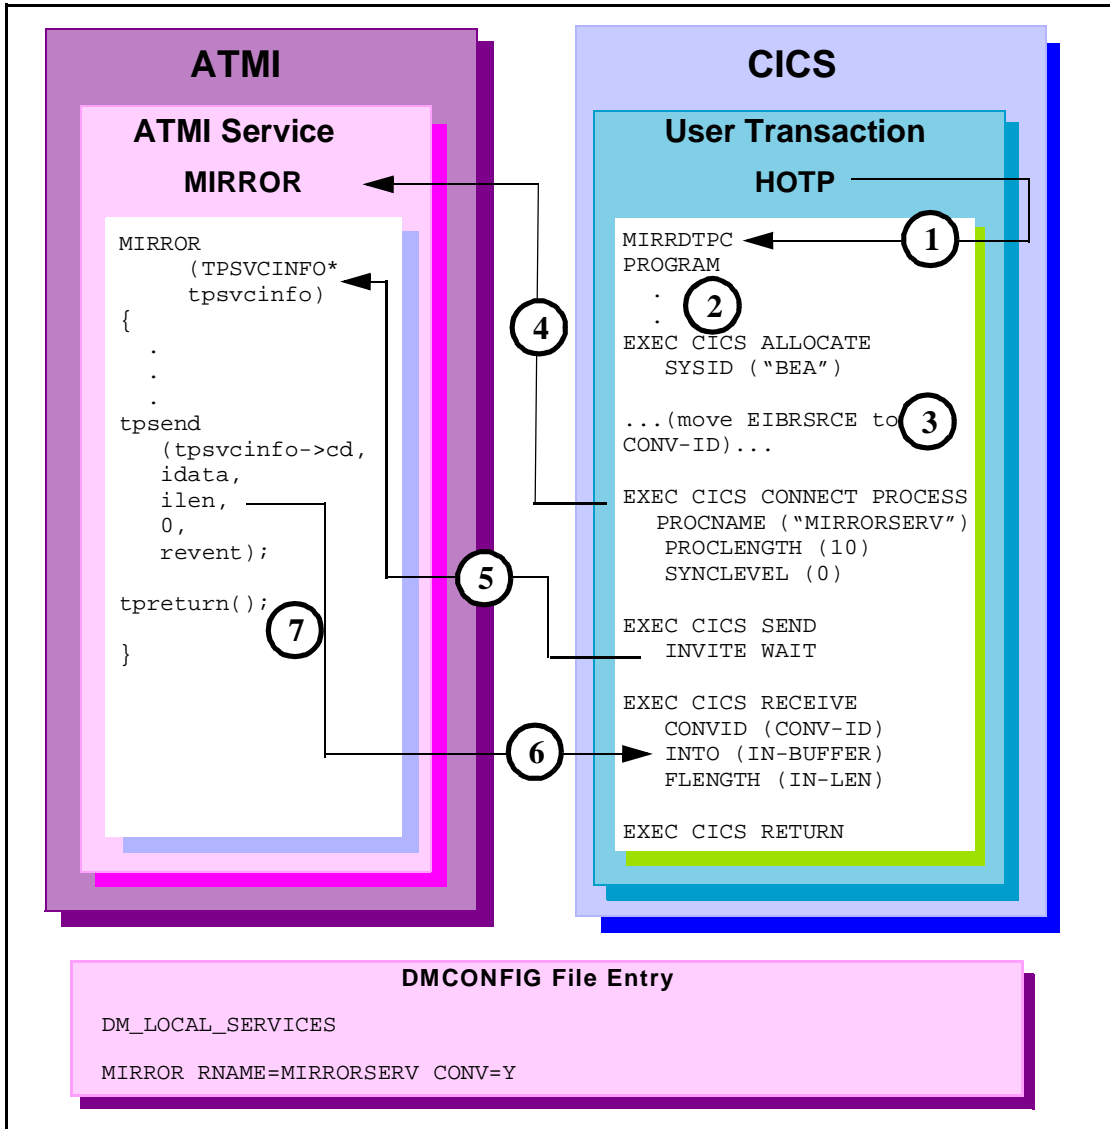 ATMI
ATMI Service
MIRROR
MIRROR
(TPSVCINFO*
tpsvcinfo)
{
.
.
.
tpsend
(tpsvcinfo->cd,
idata,
ilen,
0,
revent);
tpreturn();
}
7
4
5
6
CICS
User Transaction
HOTP
MIRRDTPC
1
PROGRAM
.
2
.
EXEC CICS ALLOCATE
SYSID (“BEA”)
...(move EIBRSRCE to
3
CONV-ID)...
EXEC CICS CONNECT PROCESS
PROCNAME (“MIRRORSERV”)
PROCLENGTH (10)
SYNCLEVEL (0)
EXEC CICS SEND
INVITE WAIT
EXEC CICS RECEIVE
CONVID (CONV-ID)
INTO (IN-BUFFER)
FLENGTH (IN-LEN)
EXEC CICS RETURN
DMCONFIG File Entry
DM_LOCAL_SERVICES
MIRROR RNAME=MIRRORSERV CONV=Y